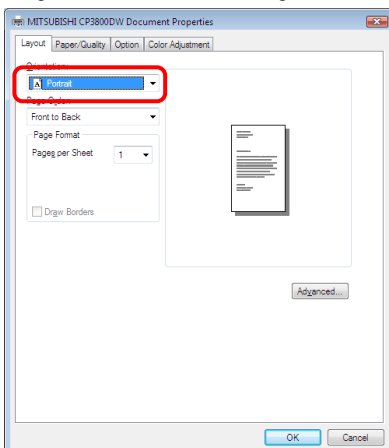 MITSUBISHI CP3800DW Document Properties
Layout Paper/Quality Option Color Adjustment
Orientation:
Portrait
Page Order:
Front to Back
Page Format
Pages per Sheet 1
Draw Borders
Advanced...
OK Cancel